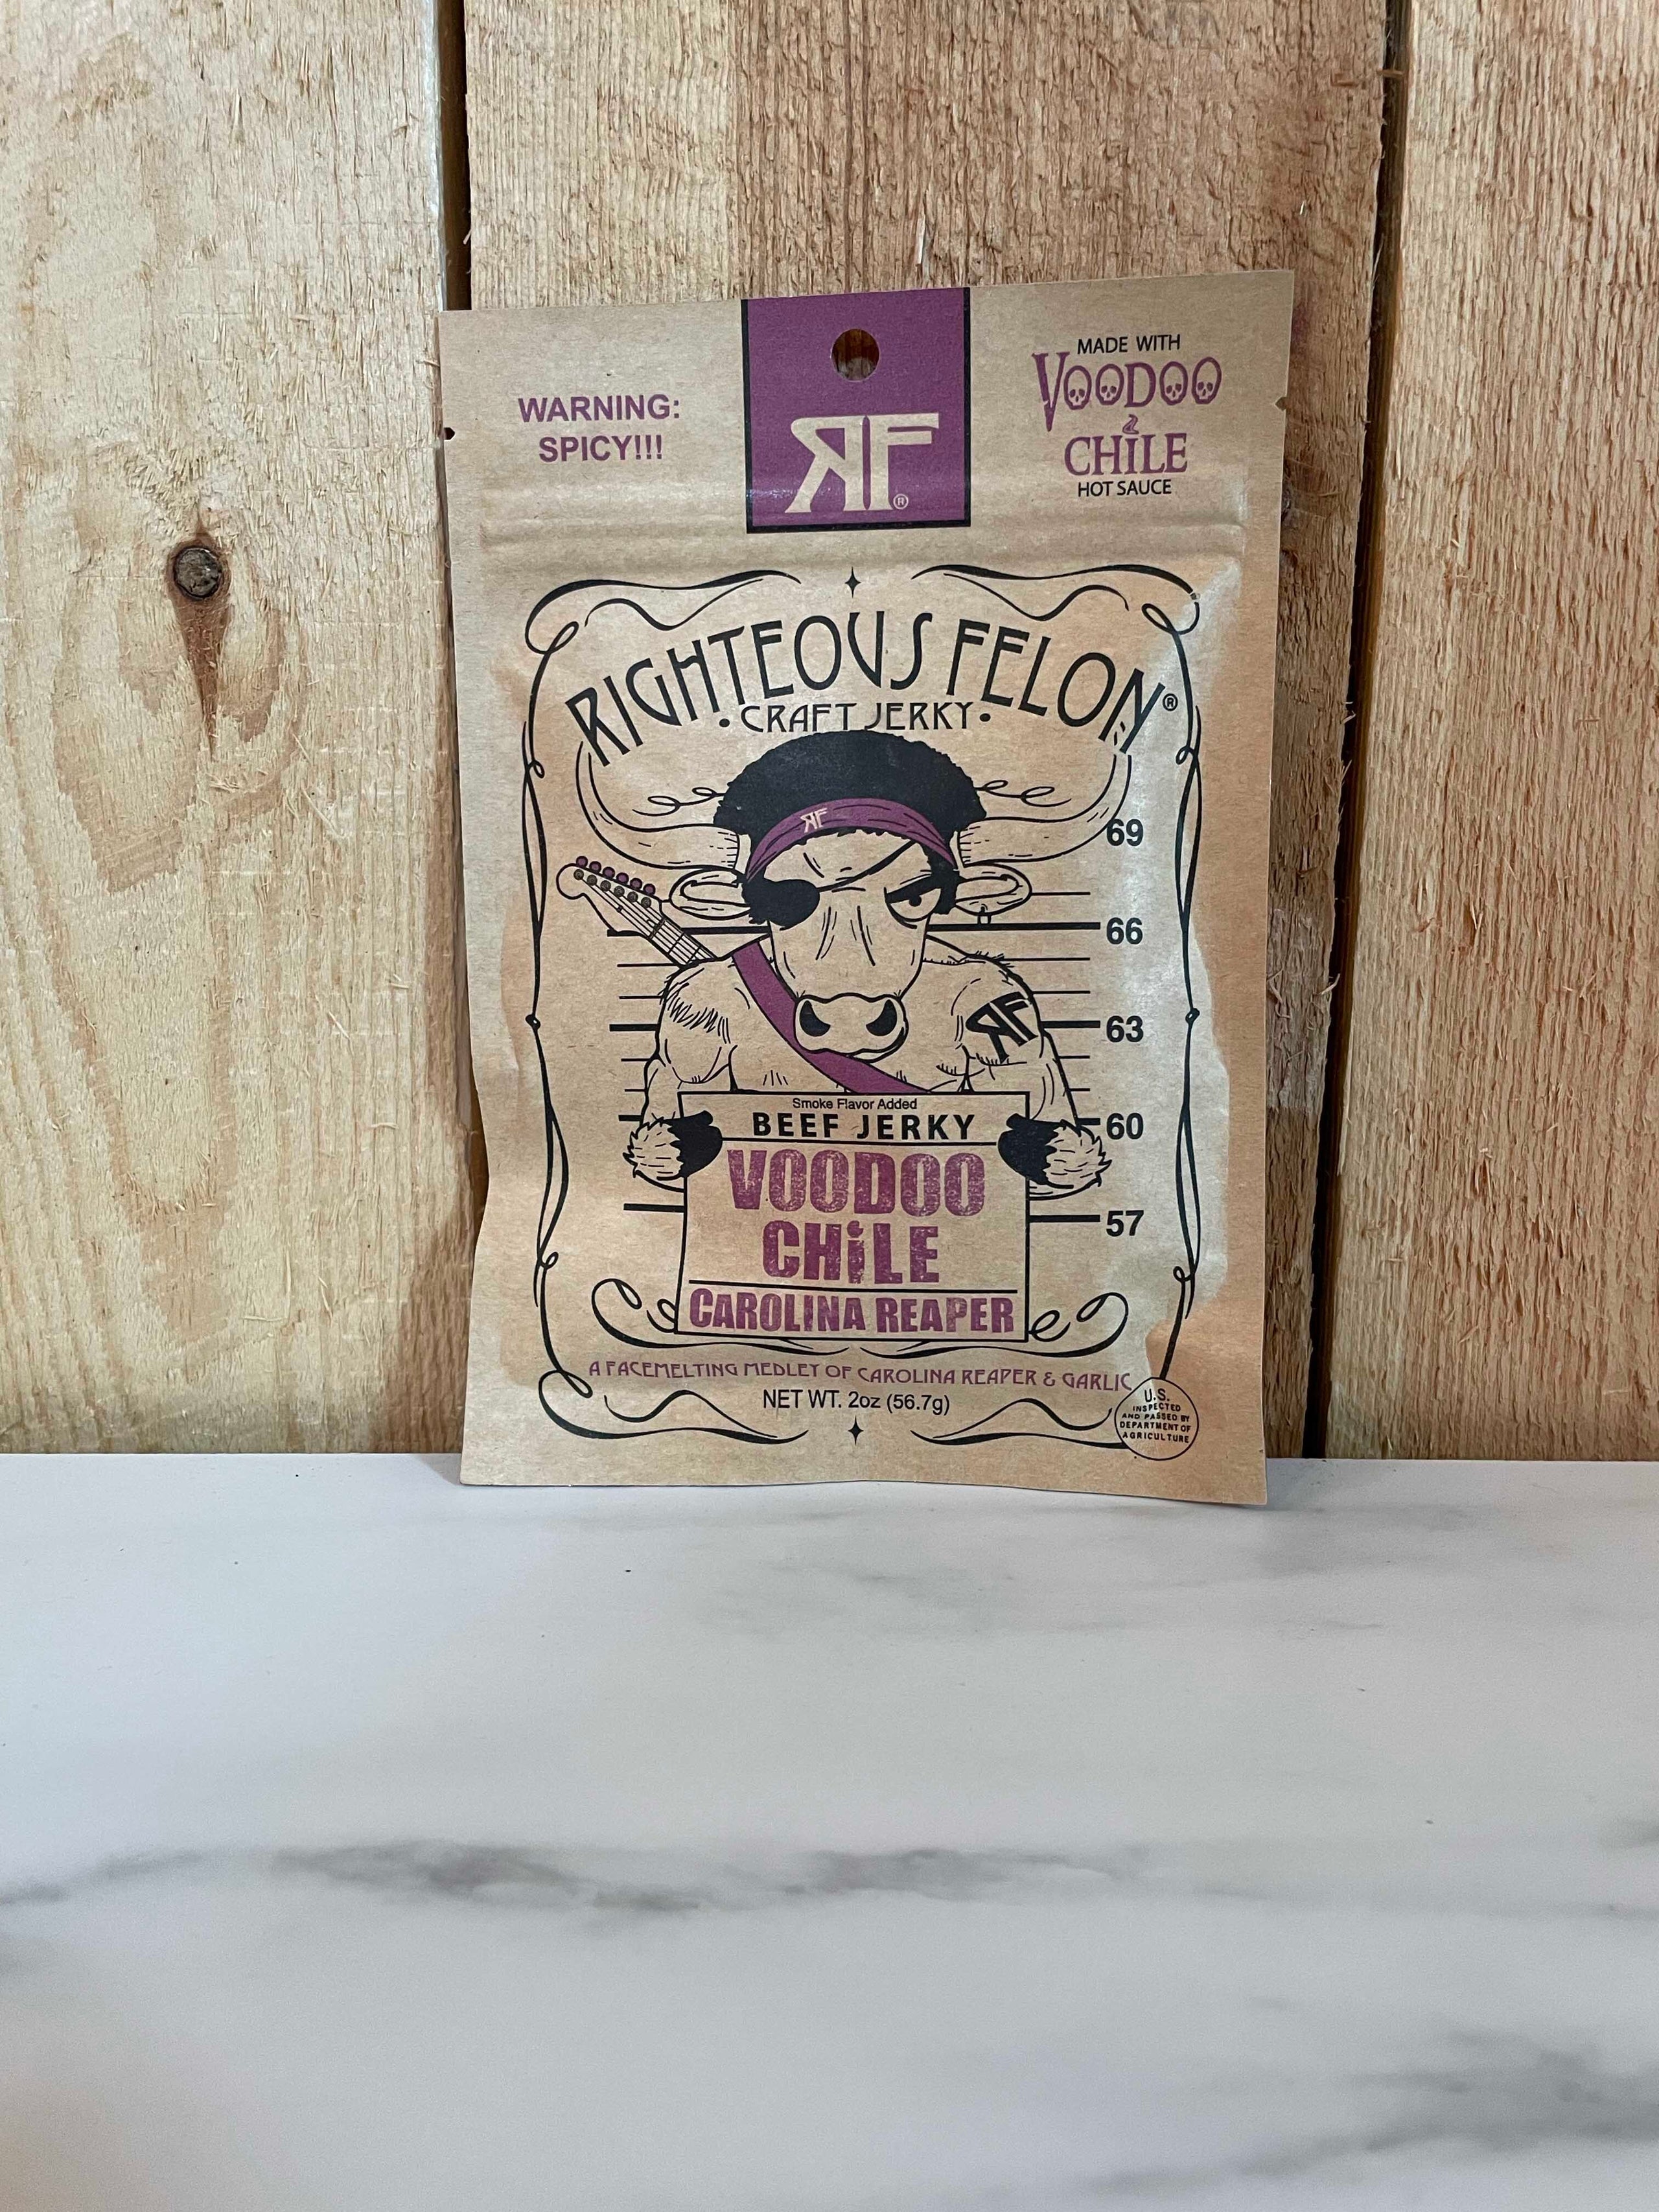 WARNING:
SPICY!!!
RF®
MADE WITH
VOODOO
CHILE
HOT SAUCE
RIGHTEOUS FELON®
• CRAFT JERKY •
RF
69
66
RF
63
60
57
Smoke Flavor Added
BEEF JERKY
VOODOO
CHiLE
CAROLINA REAPER
A FACEMELTING MEDLEY OF CAROLINA REAPER & GARLIC
NET WT. 2oz (56.7g)
U.S.
INSPECTED
AND PASSED BY
DEPARTMENT OF
AGRICULTURE